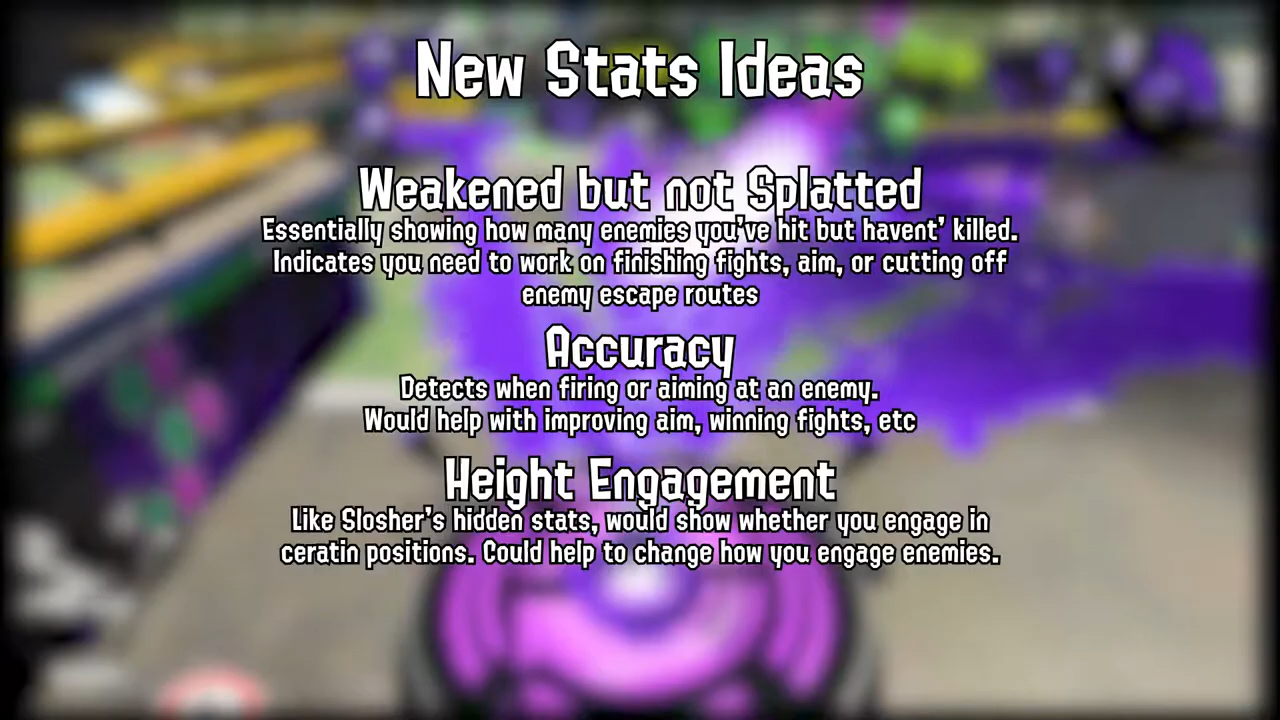 New Stats Ideas
Weakened but not Splatted
Essentially showing how many enemies you've hit but havent' killed.
Indicates you need to work on finishing fights, aim, or cutting off
enemy escape routes
Accuracy
Detects when firing or aiming at an enemy.
Would help with improving aim, winning fights, etc
Height Engagement
Like Slosher's hidden stats, would show whether you engage in
ceratin positions. Could help to change how you engage enemies.